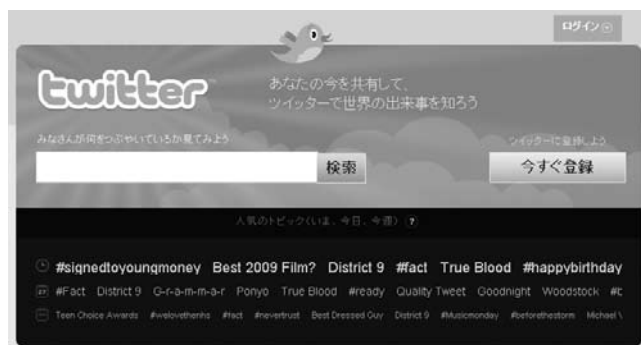 ログイン
twitter
あなたの今を共有して、
ツイッターで世界の出来事を知ろう
みなさんが何をつぶやいているか見てみよう
ツイッターに登録しよう
検索
今すぐ登録
人気のトピック(いま、今日、今週) ?
#signedtoyoungmoney Best 2009 Film? District 9 #fact True Blood #happybirthday
#Fact District 9 G-r-a-m-m-a-r Ponyo True Blood #ready Quality Tweet Goodnight Woodstock
Teen Choice Awards #welovethenhs #fact #nevertrust Best Dressed Guy District 9 #Musicmonday #beforethestorm Michael